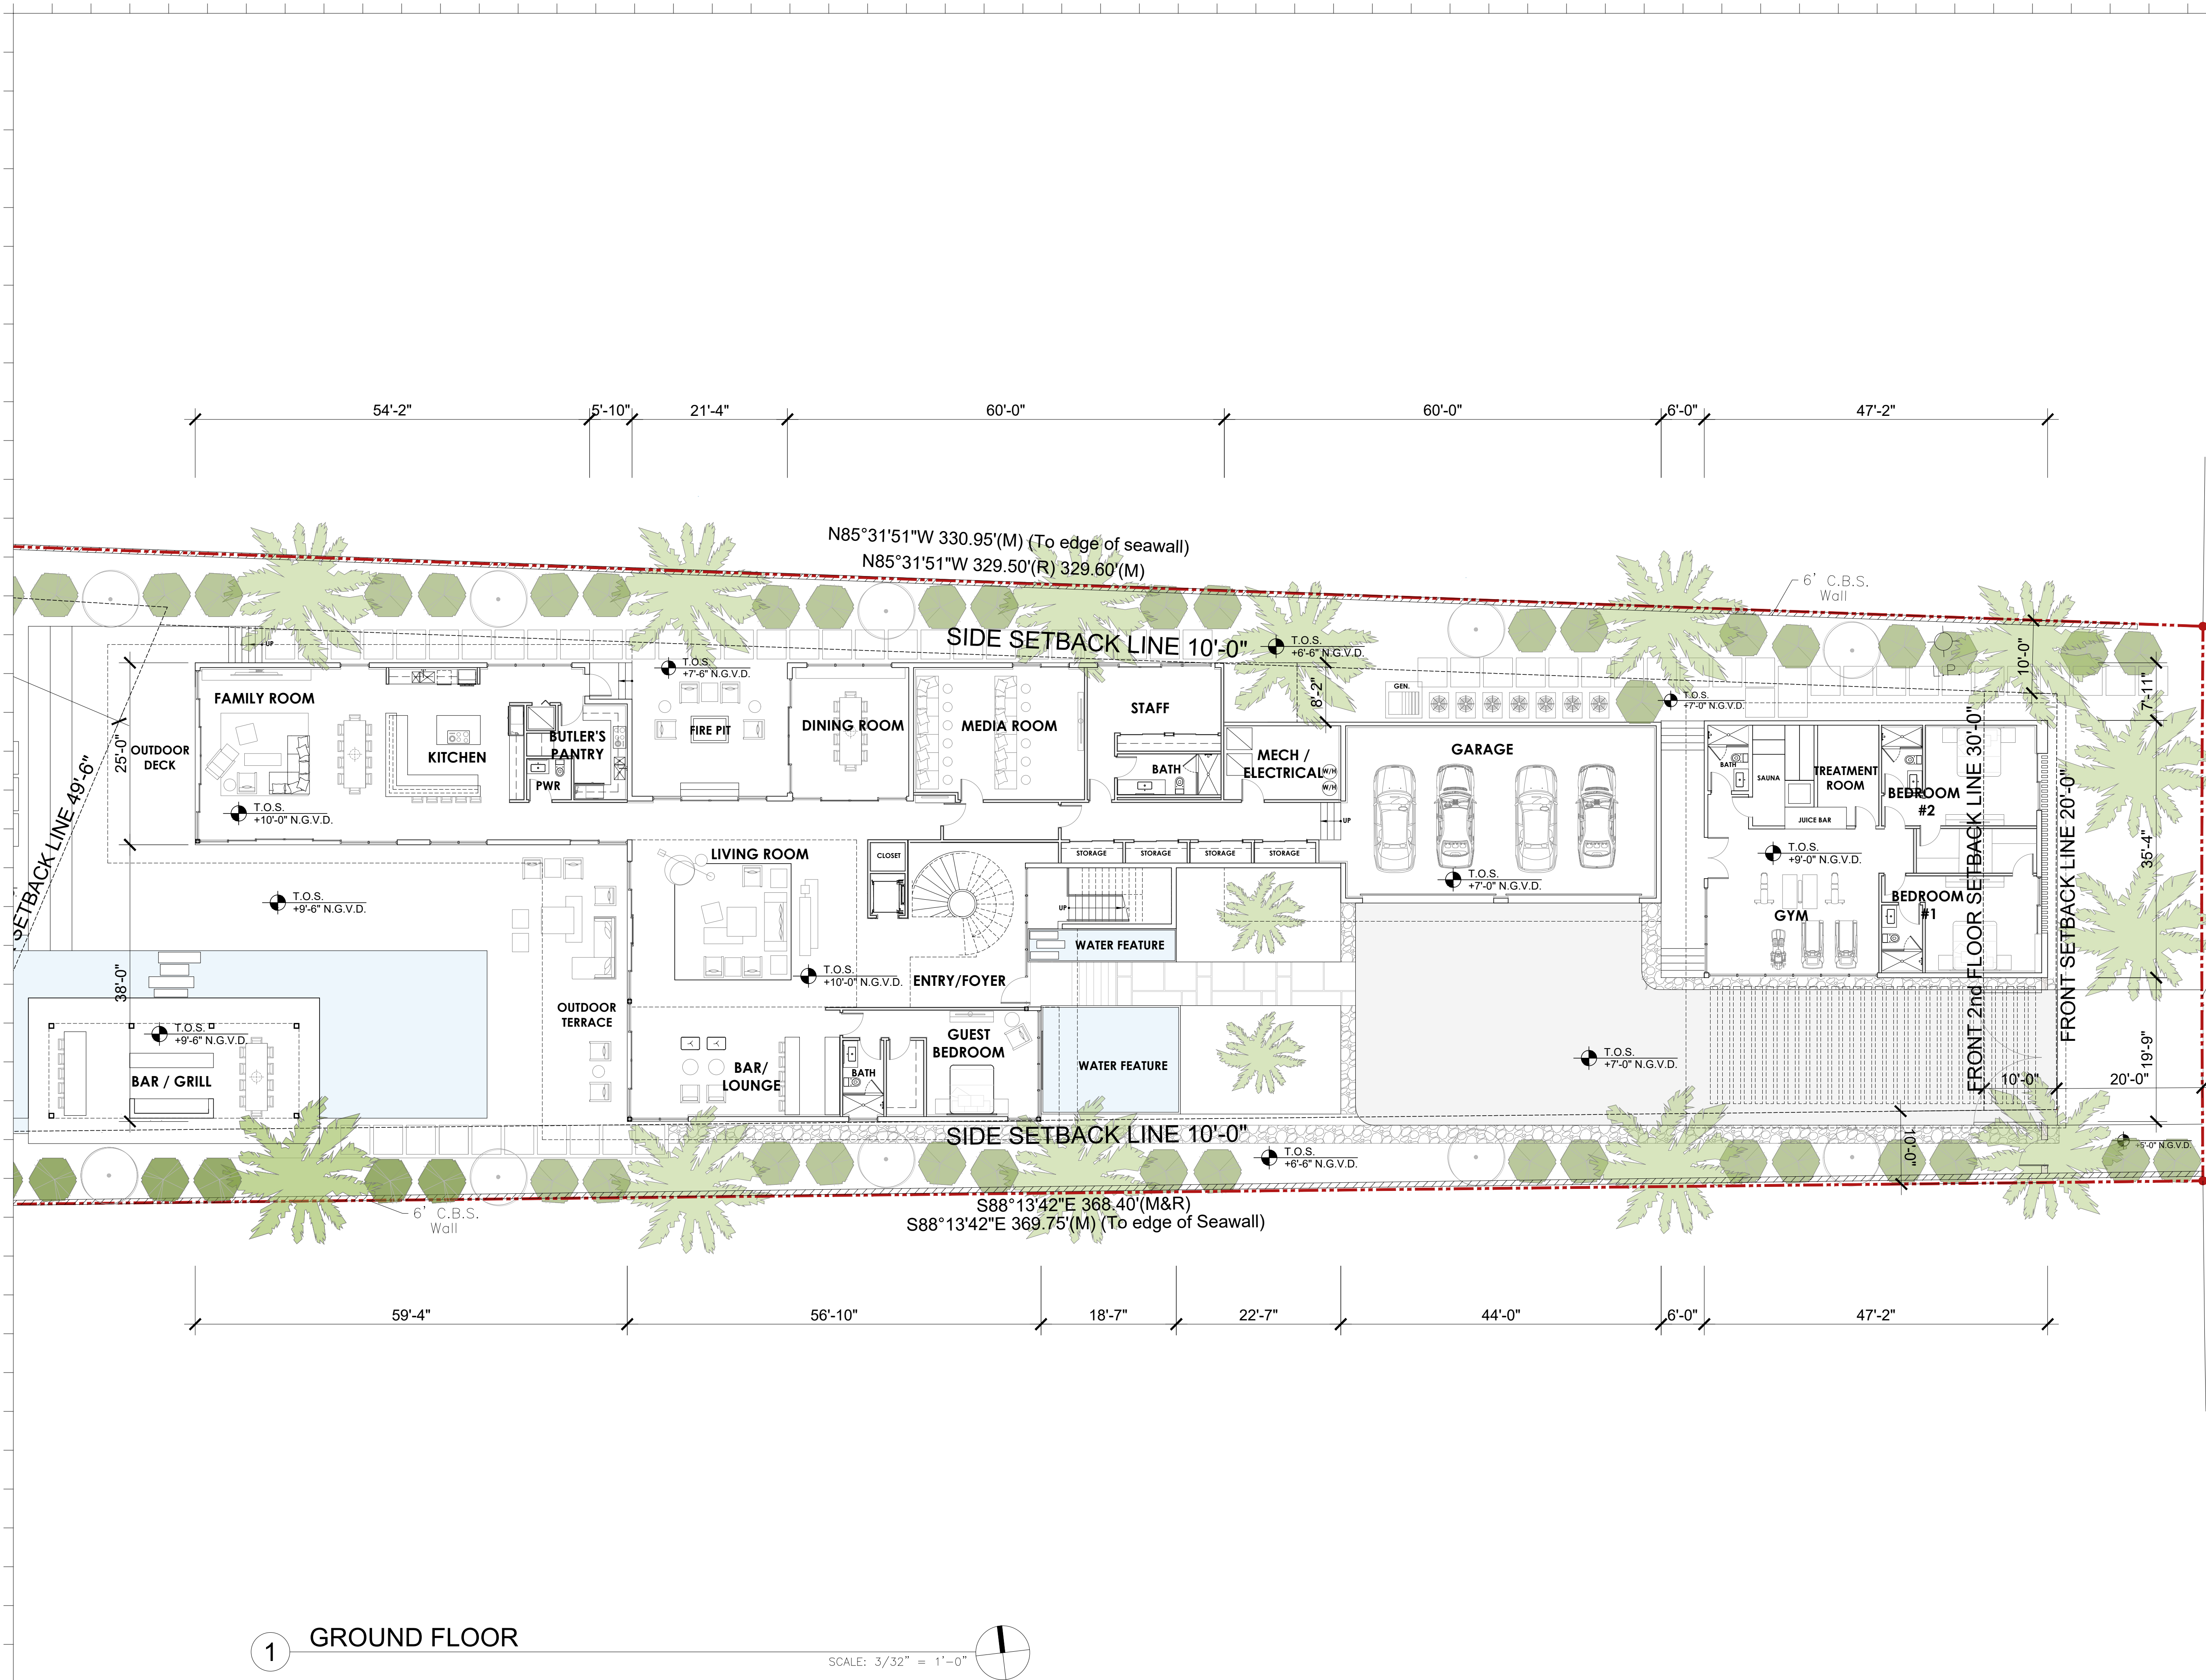 54'-2"
5'-10"
21'-4"
60'-0"
60'-0"
6'-0"
47'-2"
N85°31'51"W 330.95'(M) (To edge of seawall)
N85°31'51"W 329.50'(R) 329.60'(M)
6' C.B.S.
Wall
SIDE SETBACK LINE 10'-0"
T.O.S.
+6'-6" N.G.V.D.
10'-0"
P
UP
T.O.S.
+7'-6" N.G.V.D.
8'-2"
GEN.
T.O.S.
+7'-0" N.G.V.D.
7'-11"
FAMILY ROOM
OUTDOOR
DECK
25'-0"
KITCHEN
BUTLER'S
PANTRY
PWR
FIRE PIT
DINING ROOM
MEDIA ROOM
STAFF
BATH
MECH /
ELECTRICAL
W/H
W/H
GARAGE
BATH
SAUNA
TREATMENT
ROOM
JUICE BAR
BEDROOM
#2
FRONT 2nd FLOOR SETBACK LINE 30'-0"
FRONT SETBACK LINE 20'-0"
35'-4"
T.O.S.
+10'-0" N.G.V.D.
SETBACK LINE 49'-6"
UP
LIVING ROOM
CLOSET
STORAGE
STORAGE
STORAGE
STORAGE
T.O.S.
+9'-0" N.G.V.D.
T.O.S.
+7'-0" N.G.V.D.
T.O.S.
+9'-6" N.G.V.D.
UP
BEDROOM
#1
GYM
WATER FEATURE
T.O.S.
+10'-0" N.G.V.D.
ENTRY/FOYER
38'-0"
OUTDOOR
TERRACE
T.O.S.
+9'-6" N.G.V.D.
BAR / GRILL
BAR/
LOUNGE
BATH
GUEST
BEDROOM
WATER FEATURE
T.O.S.
+7'-0" N.G.V.D.
19'-9"
10'-0"
20'-0"
SIDE SETBACK LINE 10'-0"
T.O.S.
+6'-6" N.G.V.D.
10'-0"
+5'-0" N.G.V.D.
6' C.B.S.
Wall
S88°13'42"E 368.40'(M&R)
S88°13'42"E 369.75'(M) (To edge of Seawall)
59'-4"
56'-10"
18'-7"
22'-7"
44'-0"
6'-0"
47'-2"
1
GROUND FLOOR
SCALE: 3/32" = 1'-0"